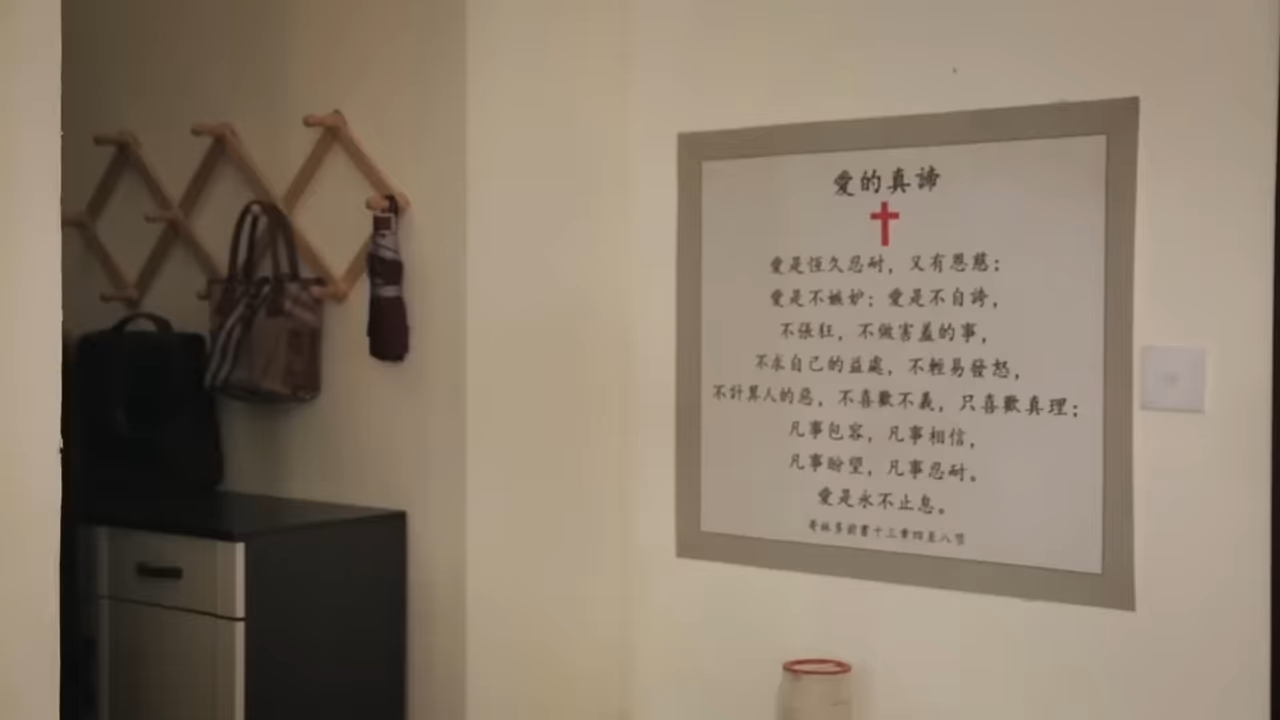 愛的真諦
愛是恆久忍耐，又有恩慈；
愛是不嫉妒；愛是不自誇，
不張狂，不做害羞的事，
不求自己的益處，不輕易發怒，
不計算人的惡，不喜歡不義，只喜歡真理；
凡事包容，凡事相信，
凡事盼望，凡事忍耐。
愛是永不止息。
哥林多前書十三章四至八節